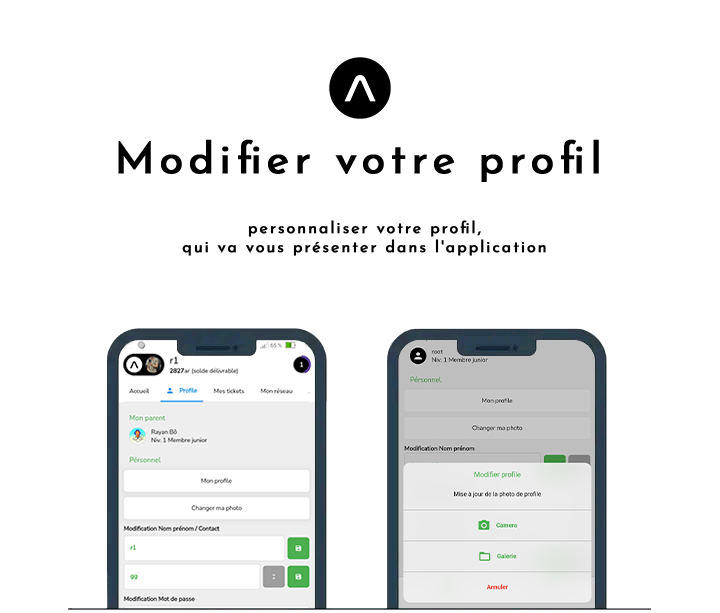 Modifier votre profil
personnaliser votre profil,
qui va vous présenter dans l'application
65 %
r1
2827ar (solde délivrable)
1
Accueil
Profile
Mes tickets
Mon réseau
Mon parent
Rayan Bô
Niv. 1 Membre junior
Pérsonnel
Mon profile
Changer ma photo
Modification Nom prénom / Contact
r1
gg
:
Modification Mot de passe
root
Niv. 1 Membre junior
Pérsonnel
Mon profile
Changer ma photo
Modification Nom prénom
Modifier profile
Mise à jour de la photo de profile
Camera
Galerie
Annuler